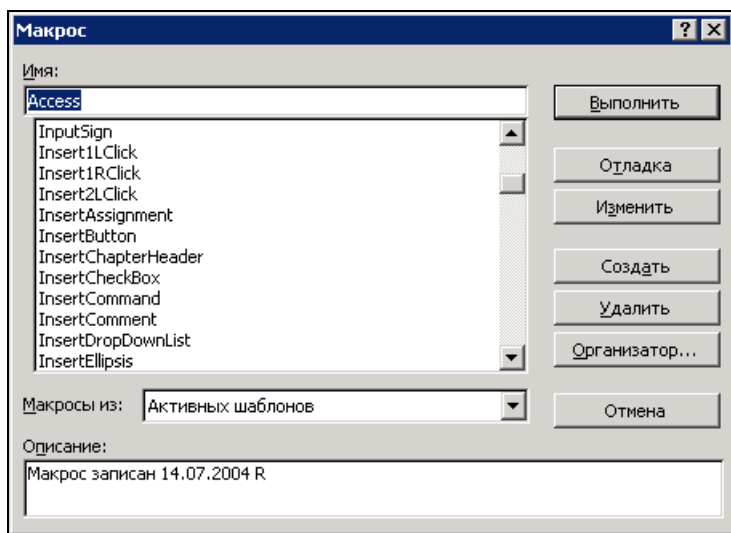 Макрос
Имя:
Access
Выполнить
InputSign
Insert1LClick
Insert1RClick
Insert2LClick
InsertAssignment
InsertButton
InsertChapterHeader
InsertCheckBox
InsertCommand
InsertComment
InsertDropDownList
InsertEllipsis
Отладка
Изменить
Создать
Удалить
Организатор...
Макросы из:
Активных шаблонов
Отмена
Описание:
Макрос записан 14.07.2004 R